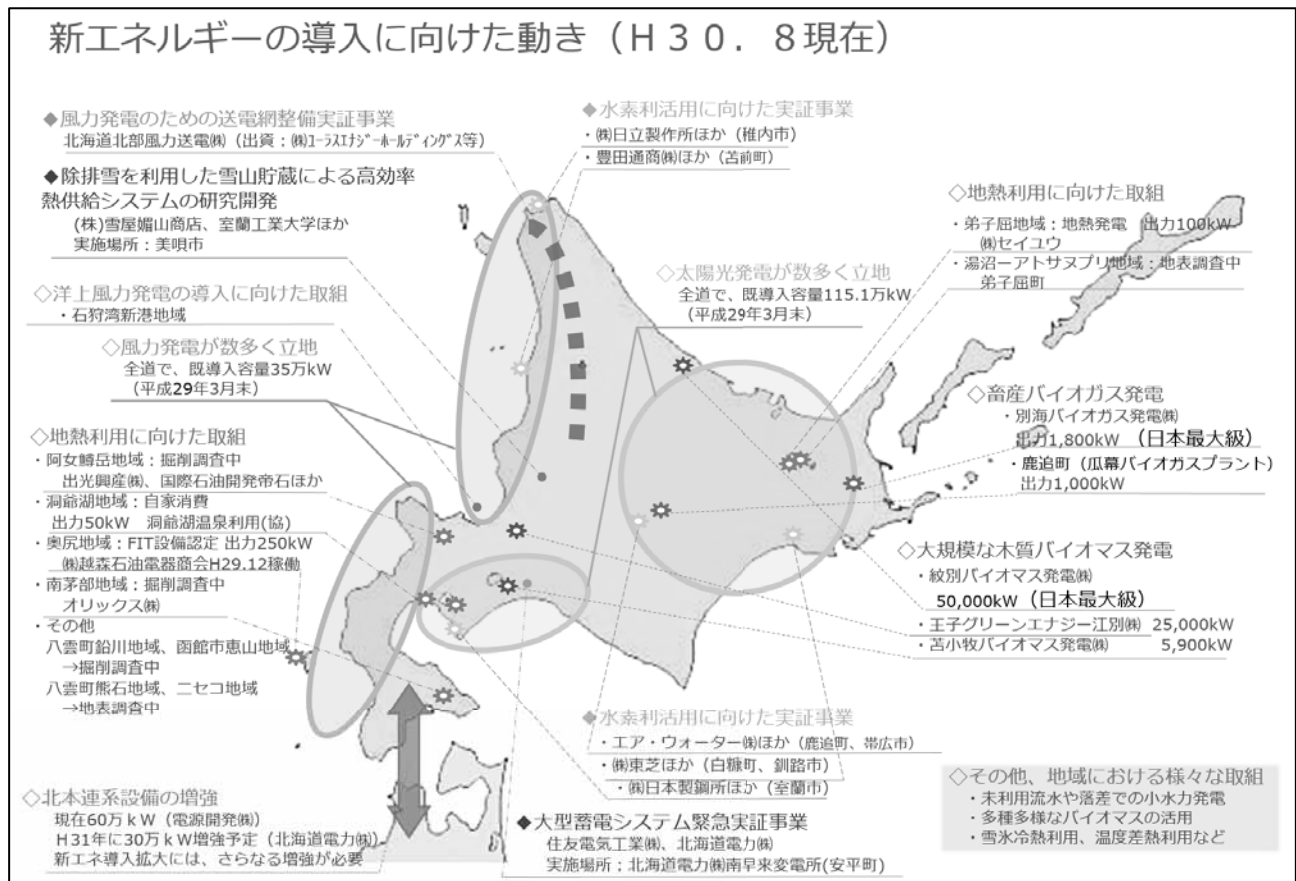 新エネルギーの導入に向けた動き（Ｈ３０．８現在）
◆風力発電のための送電網整備実証事業
北海道北部風力送電㈱（出資：㈱ﾕｰﾗｽｴﾅｼﾞｰﾎｰﾙﾃﾞｨﾝｸﾞｽ等）
◆除排雪を利用した雪山貯蔵による高効率
熱供給システムの研究開発
(株)雪屋媚山商店、室蘭工業大学ほか
実施場所：美唄市
◇洋上風力発電の導入に向けた取組
・石狩湾新港地域
◇風力発電が数多く立地
全道で、既導入容量35万kW
（平成29年3月末）
◇地熱利用に向けた取組
・阿女鱒岳地域：掘削調査中
出光興産㈱、国際石油開発帝石ほか
・洞爺湖地域：自家消費
出力50kW　洞爺湖温泉利用(協)
・奥尻地域：FIT設備認定 出力250kW
㈱越森石油電器商会H29.12稼働
・南茅部地域：掘削調査中
オリックス㈱
・その他
八雲町鉛川地域、函館市恵山地域
→掘削調査中
八雲町熊石地域、ニセコ地域
→地表調査中
◇北本連系設備の増強
現在60万ｋＷ（電源開発㈱）
Ｈ31年に30万ｋＷ増強予定（北海道電力㈱）
新エネ導入拡大には、さらなる増強が必要
◆水素利活用に向けた実証事業
・㈱日立製作所ほか（稚内市）
・豊田通商㈱ほか（苫前町）
◇太陽光発電が数多く立地
全道で、既導入容量115.1万kW
（平成29年3月末）
◇地熱利用に向けた取組
・弟子屈地域：地熱発電　出力100kW
㈱セイユウ
・湯沼ーアトサヌプリ地域：地表調査中
弟子屈町
◇畜産バイオガス発電
・別海バイオガス発電㈱
出力1,800kW （日本最大級）
・鹿追町（瓜幕バイオガスプラント）
出力1,000kW
◇大規模な木質バイオマス発電
・紋別バイオマス発電㈱
50,000kW（日本最大級）
・王子グリーンエナジー江別㈱ 25,000kW
・苫小牧バイオマス発電㈱　5,900kW
◆水素利活用に向けた実証事業
・エア・ウォーター㈱ほか（鹿追町、帯広市）
・㈱東芝ほか（白糠町、釧路市）
・㈱日本製鋼所ほか（室蘭市）
◆大型蓄電システム緊急実証事業
住友電気工業㈱、北海道電力㈱
実施場所：北海道電力㈱南早来変電所(安平町)
◇その他、地域における様々な取組
・未利用流水や落差での小水力発電
・多種多様なバイオマスの活用
・雪氷冷熱利用、温度差熱利用など